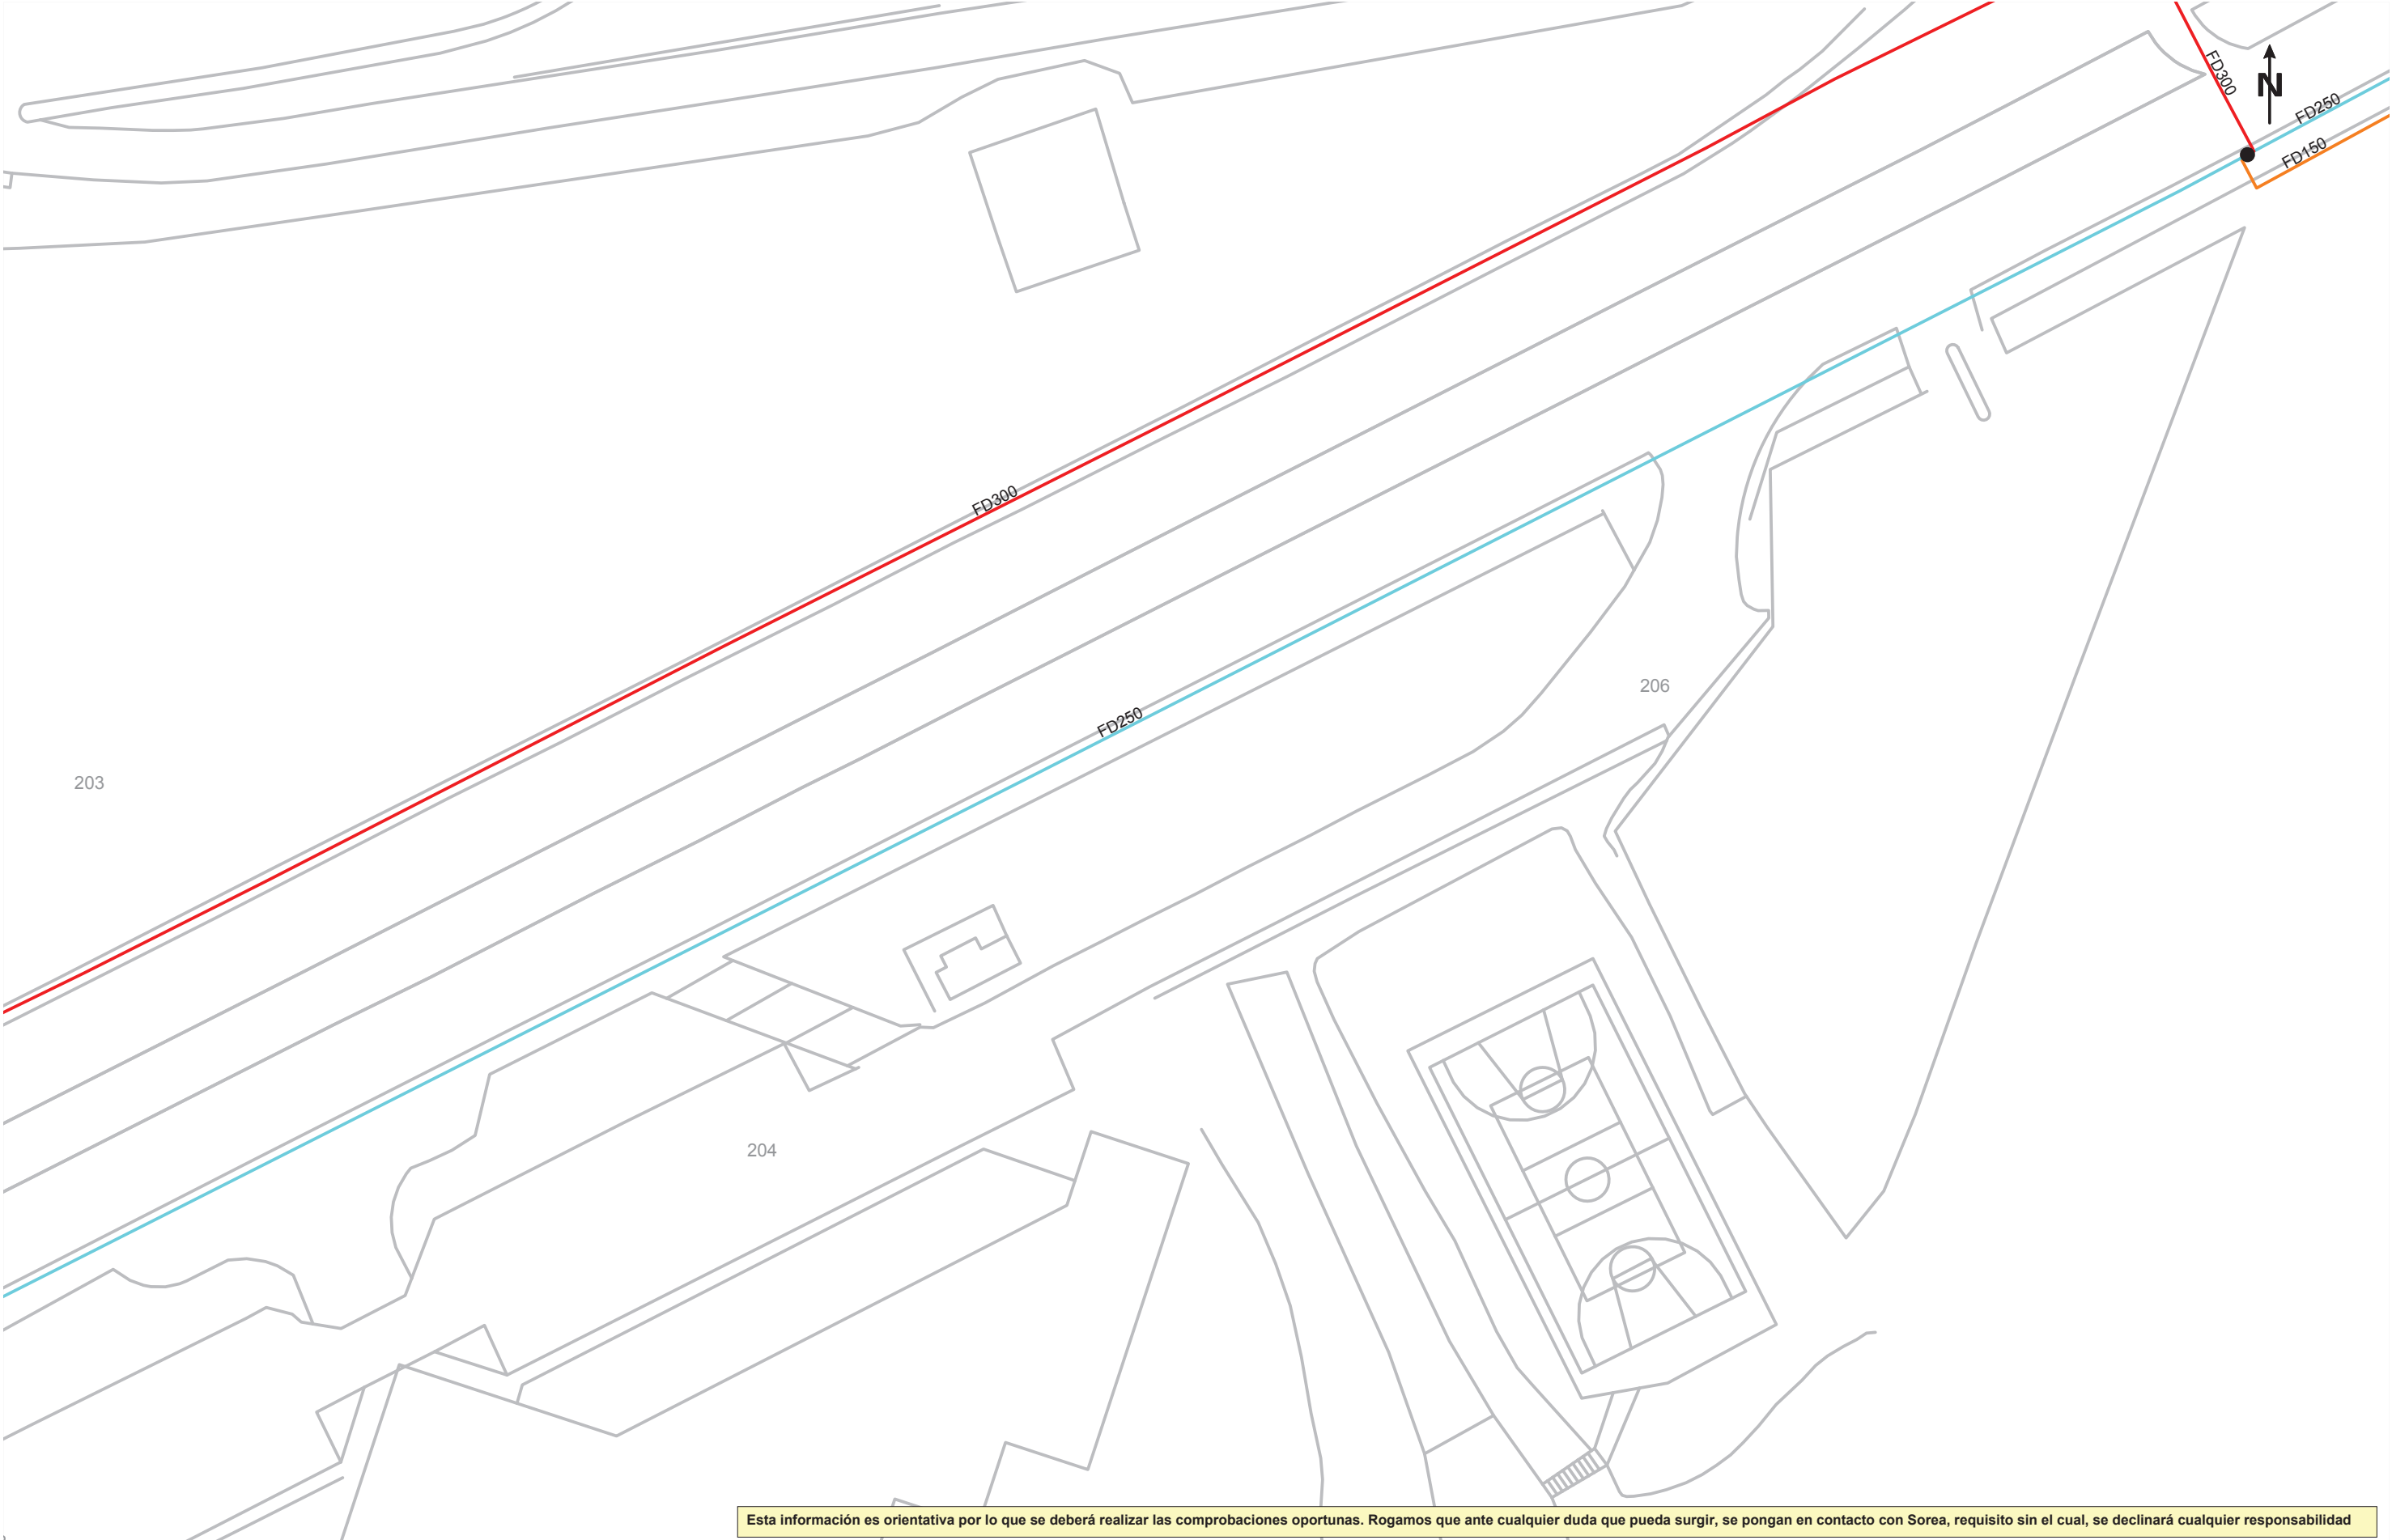 FD300
N
FD250
FD150
FD300
206
FD250
203
204
Esta información es orientativa por lo que se deberá realizar las comprobaciones oportunas. Rogamos que ante cualquier duda que pueda surgir, se pongan en contacto con Sorea, requisito sin el cual, se declinará cualquier responsabilidad